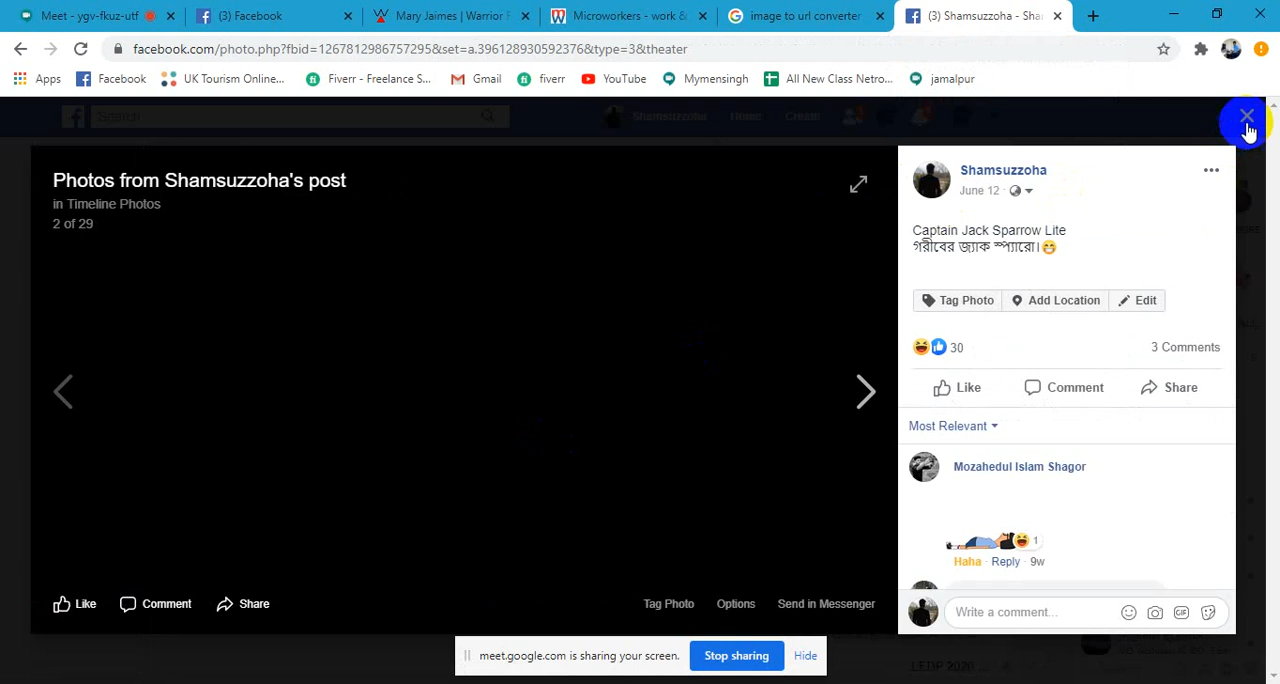 Meet - ygv-fkuz-utf
(3) Facebook
Mary Jaimes | Warrior F
Microworkers - work &
image to url converter
(3) Shamsuzzoha - Sha
facebook.com/photo.php?fbid=1267812986757295&set=a.396128930592376&type=3&theater
Apps
Facebook
UK Tourism Online...
Fiverr - Freelance S...
Gmail
fiverr
YouTube
Mymensingh
All New Class Netro...
jamalpur
Search
Shamsuzzoha
Home
Create
Photos from Shamsuzzoha's post
in Timeline Photos
2 of 29
Shamsuzzoha
June 12
Captain Jack Sparrow Lite
গরীবের জ্যাক স্প্যারো।😁
Tag Photo
Add Location
Edit
30
3 Comments
Like
Comment
Share
Most Relevant
Mozahedul Islam Shagor
1
Haha · Reply · 9w
Write a comment...
GIF
Like
Comment
Share
Tag Photo
Options
Send in Messenger
meet.google.com is sharing your screen.
Stop sharing
Hide